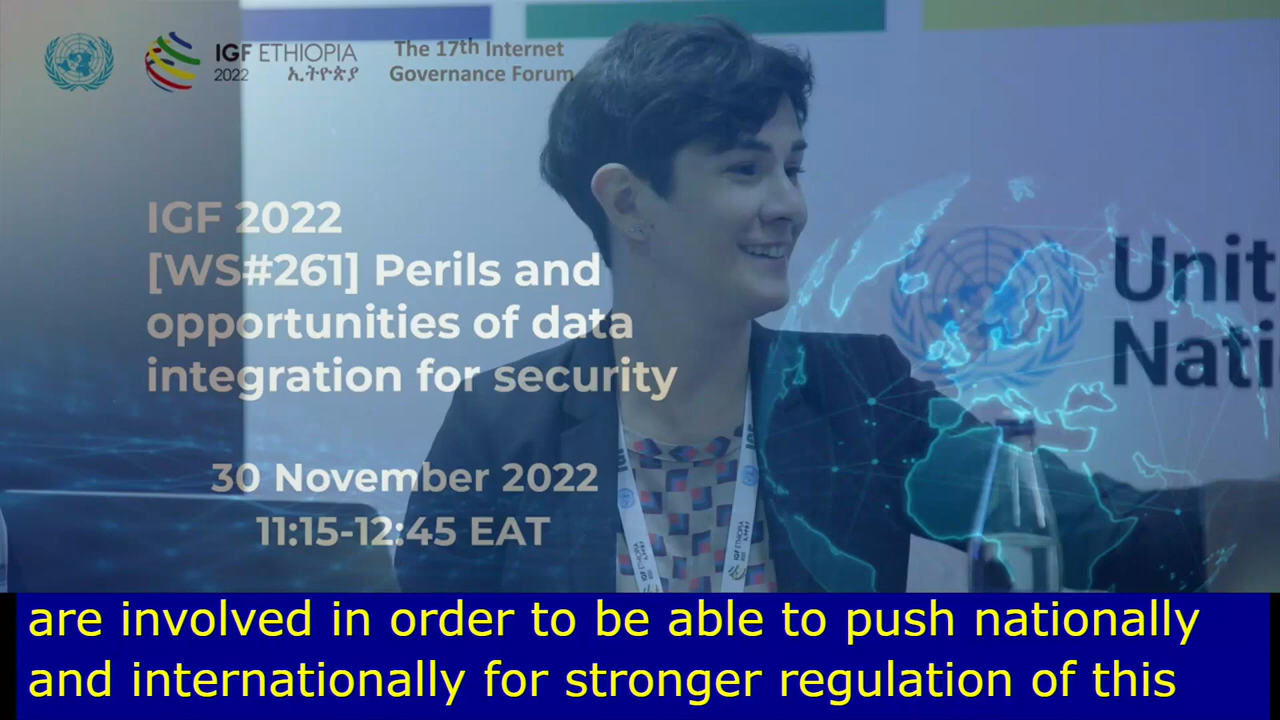 IGF ETHIOPIA
2022 ኢትዮጵያ
The 17th Internet
Governance Forum
IGF 2022
[WS#261] Perils and
opportunities of data
integration for security
30 November 2022
11:15-12:45 EAT
Unit
Nati
are involved in order to be able to push nationally
and internationally for stronger regulation of this